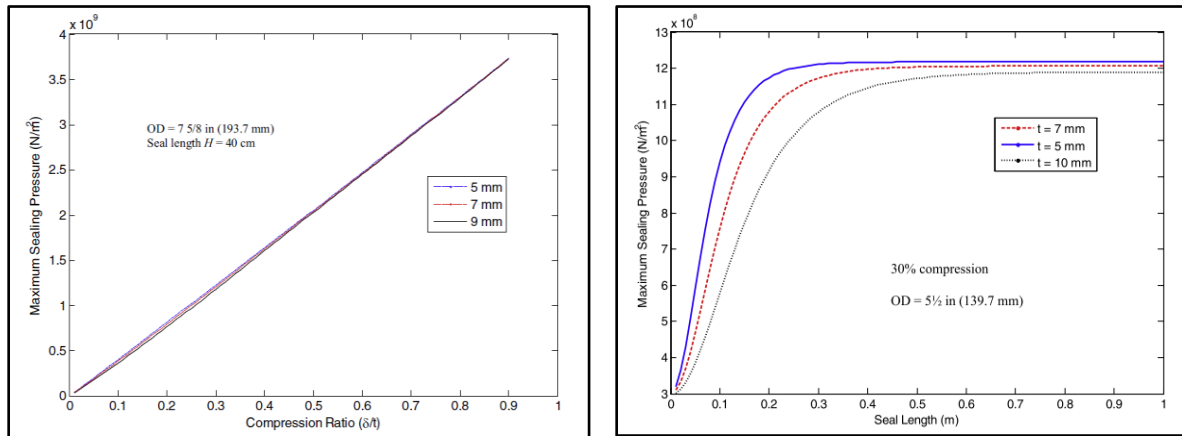 × 10⁹
4
3.5
3
2.5
2
1.5
1
0.5
0
Maximum Sealing Pressure (N/m²)
OD = 7 5/8 in (193.7 mm)
Seal length H = 40 cm
5 mm
7 mm
9 mm
0 0.1 0.2 0.3 0.4 0.5 0.6 0.7 0.8 0.9 1
Compression Ratio (δ/t)
x 10⁸
13
12
11
10
9
8
7
6
5
4
3
Maximum Sealing Pressure (N/m²)
t = 7 mm
t = 5 mm
t = 10 mm
30% compression
OD = 5½ in (139.7 mm)
0 0.1 0.2 0.3 0.4 0.5 0.6 0.7 0.8 0.9 1
Seal Length (m)